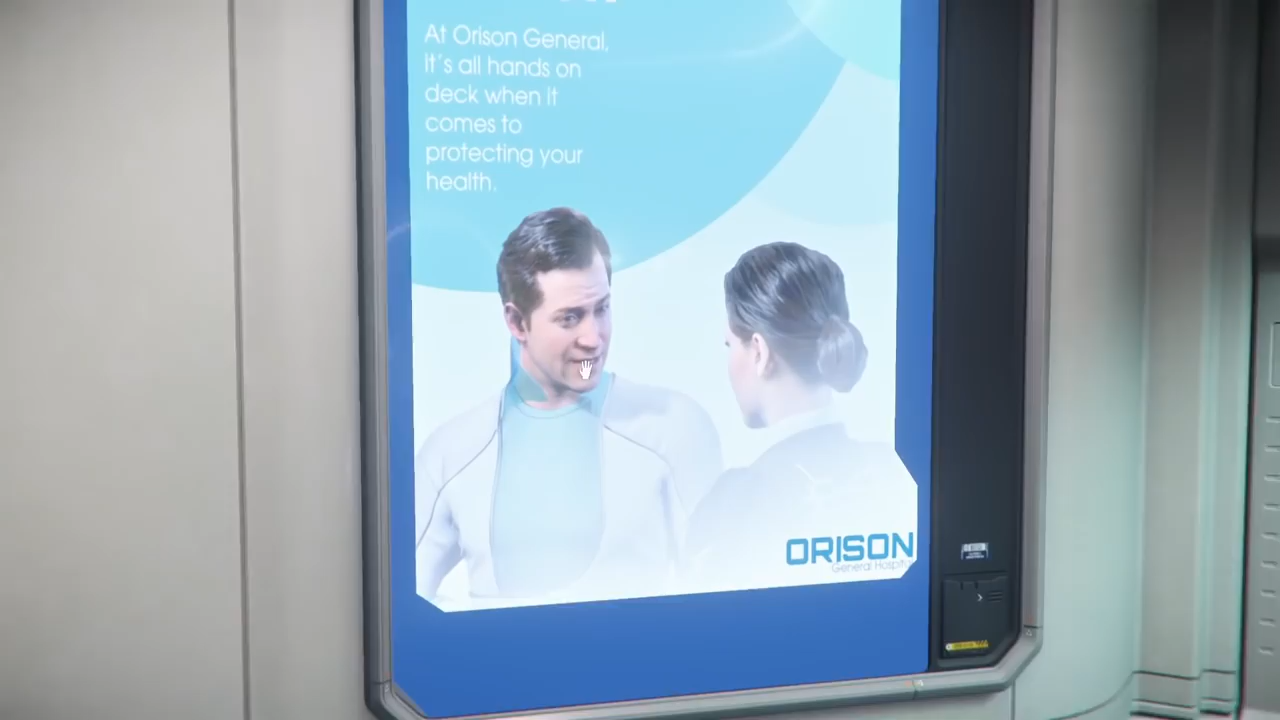 At Orison General,
it's all hands on
deck when it
comes to
protecting your
health.
ORISON
General Hospital